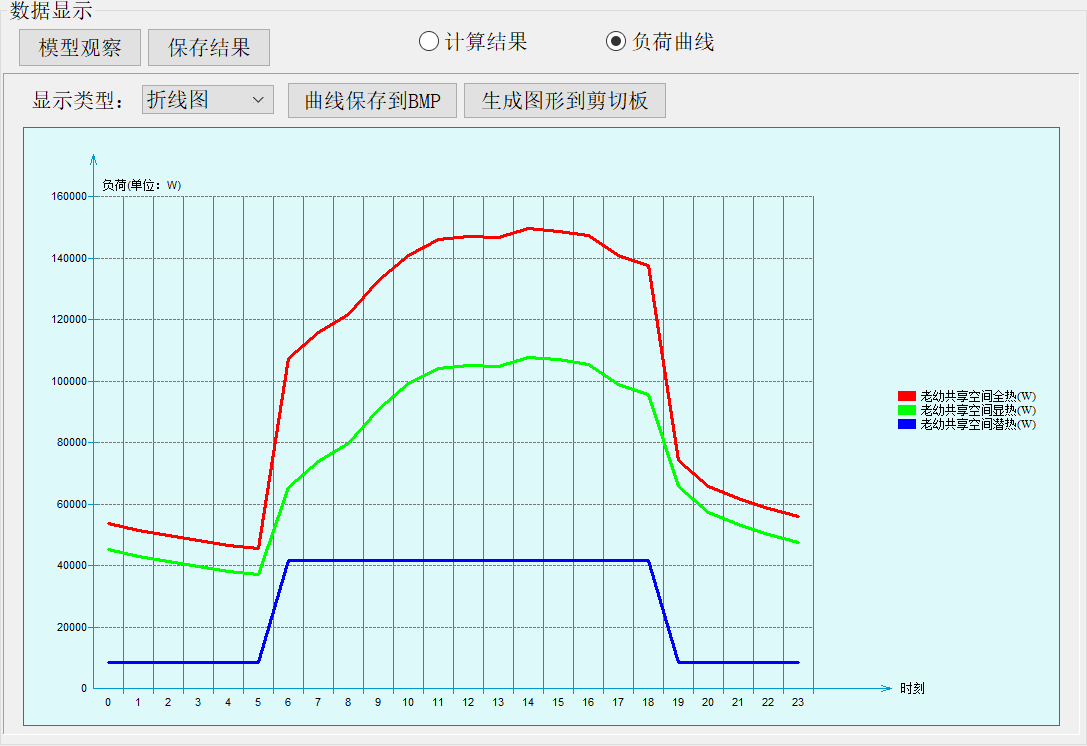 数据显示
模型观察 保存结果 计算结果 负荷曲线
显示类型： 折线图 曲线保存到BMP 生成图形到剪切板
负荷(单位：W)
160000
140000
120000
100000
80000
60000
40000
20000
0
老幼共享空间全热(W)
老幼共享空间显热(W)
老幼共享空间潜热(W)
时刻
0 1 2 3 4 5 6 7 8 9 10 11 12 13 14 15 16 17 18 19 20 21 22 23